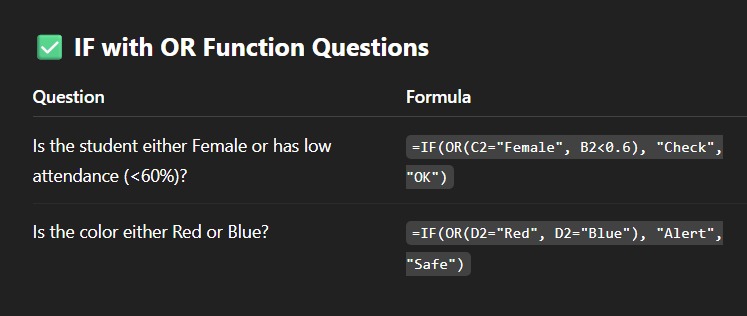 ✅ IF with OR Function Questions
Question Formula
Is the student either Female or has low
attendance (<60%)?
=IF(OR(C2="Female", B2<0.6), "Check",
"OK")
Is the color either Red or Blue?
=IF(OR(D2="Red", D2="Blue"), "Alert",
"Safe")